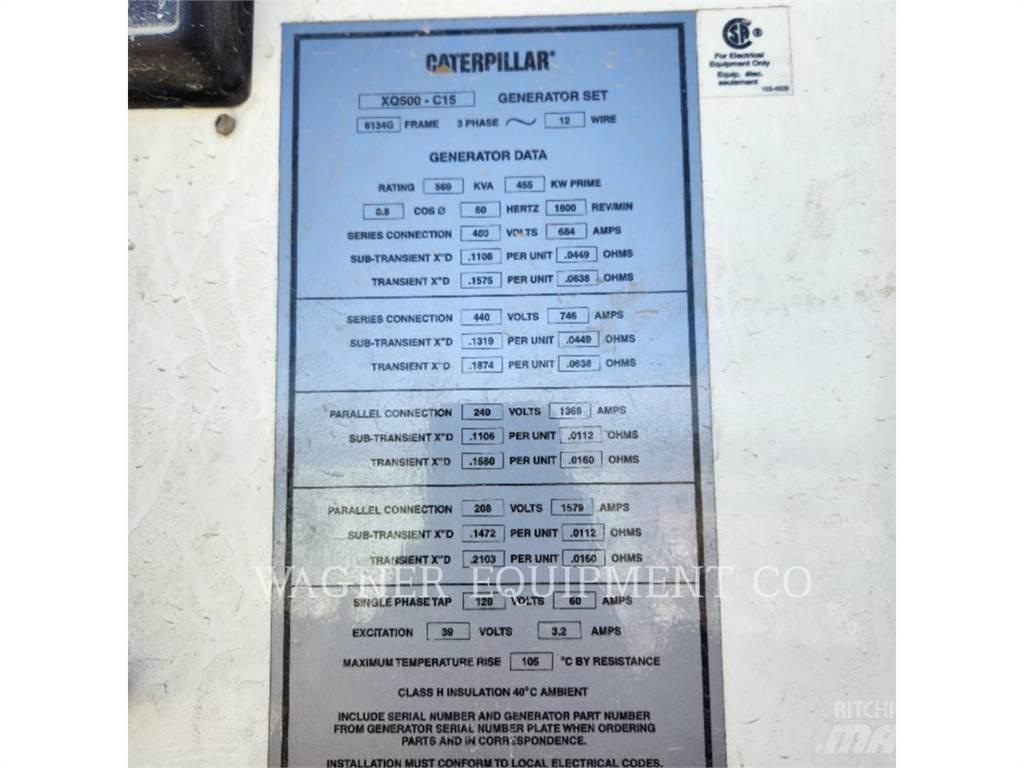 CATERPILLAR®
XQ500 - C15 GENERATOR SET
6134G FRAME 3 PHASE ~ 12 WIRE
GENERATOR DATA
RATING 569 KVA 455 KW PRIME
0.8 COS Ø 60 HERTZ 1800 REV/MIN
SERIES CONNECTION 480 VOLTS 684 AMPS
SUB-TRANSIENT X"D .1106 PER UNIT .0449 OHMS
TRANSIENT X"D .1575 PER UNIT .0638 OHMS
SERIES CONNECTION 440 VOLTS 746 AMPS
SUB-TRANSIENT X"D .1319 PER UNIT .0449 OHMS
TRANSIENT X"D .1874 PER UNIT .0638 OHMS
PARALLEL CONNECTION 240 VOLTS 1368 AMPS
SUB-TRANSIENT X"D .1106 PER UNIT .0112 OHMS
TRANSIENT X"D .1580 PER UNIT .0160 OHMS
PARALLEL CONNECTION 208 VOLTS 1579 AMPS
SUB-TRANSIENT X"D .1472 PER UNIT .0112 OHMS
TRANSIENT X"D .2103 PER UNIT .0160 OHMS
SINGLE PHASE TAP 120 VOLTS 60 AMPS
EXCITATION 39 VOLTS 3.2 AMPS
MAXIMUM TEMPERATURE RISE 105 °C BY RESISTANCE
CLASS H INSULATION 40°C AMBIENT
INCLUDE SERIAL NUMBER AND GENERATOR PART NUMBER
FROM GENERATOR SERIAL NUMBER PLATE WHEN ORDERING
PARTS AND IN CORRESPONDENCE.
INSTALLATION MUST CONFORM TO LOCAL ELECTRICAL CODES.
SA ®
For Electrical
Equipment Only
Equip. élec.
seulement
WAGNER EQUIPMENT CO
RITCHI
MA